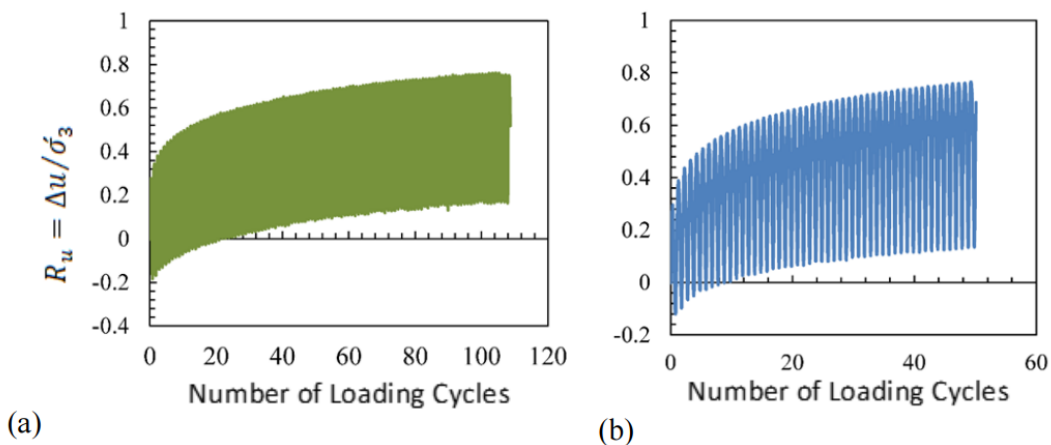 1
0.8
0.6
0.4
0.2
0
-0.2
-0.4
0 20 40 60 80 100 120
Number of Loading Cycles
R_u = Δu/σ́_3
(a)
1
0.8
0.6
0.4
0.2
0
-0.2
0 20 40 60
Number of Loading Cycles
(b)